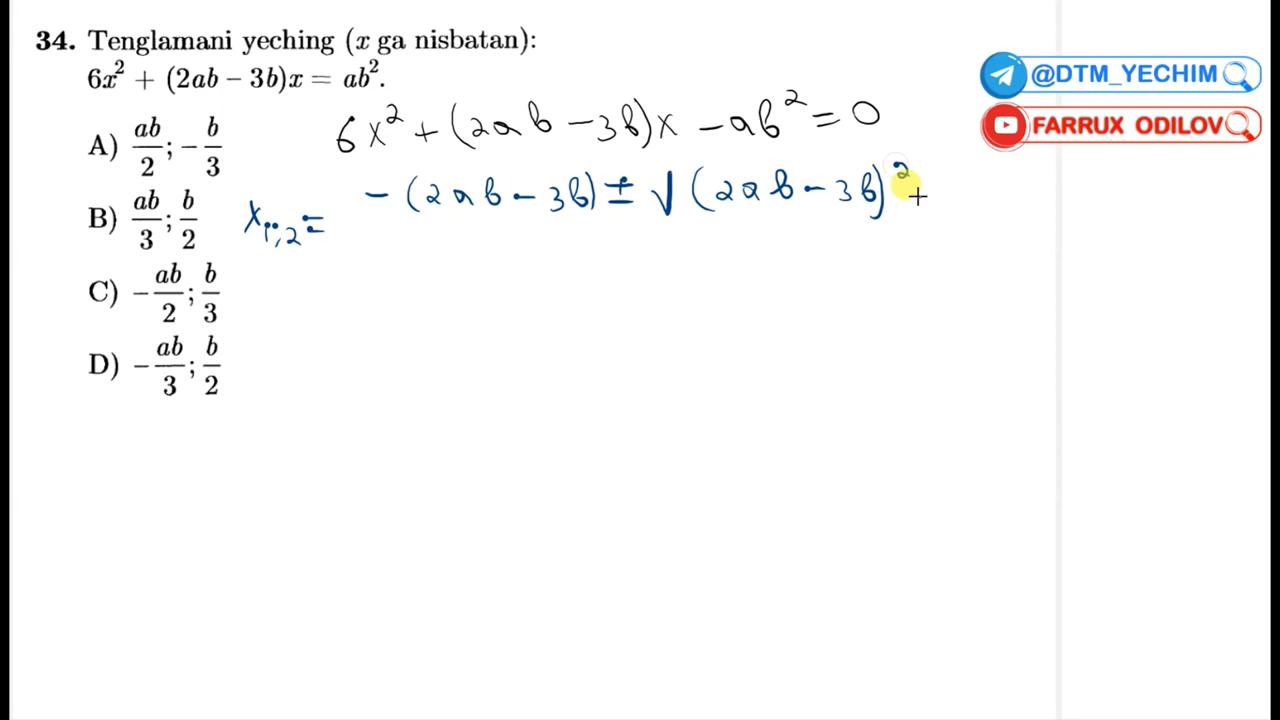 34. Tenglamani yeching (x ga nisbatan):
6x² + (2ab − 3b)x = ab².
A) ab/2; −b/3
B) ab/3; b/2
C) −ab/2; b/3
D) −ab/3; b/2
6x² + (2ab − 3b)x − ab² = 0
x₁,₂ = −(2ab − 3b) ± √(2ab − 3b)²
@DTM_YECHIM
FARRUX ODILOV